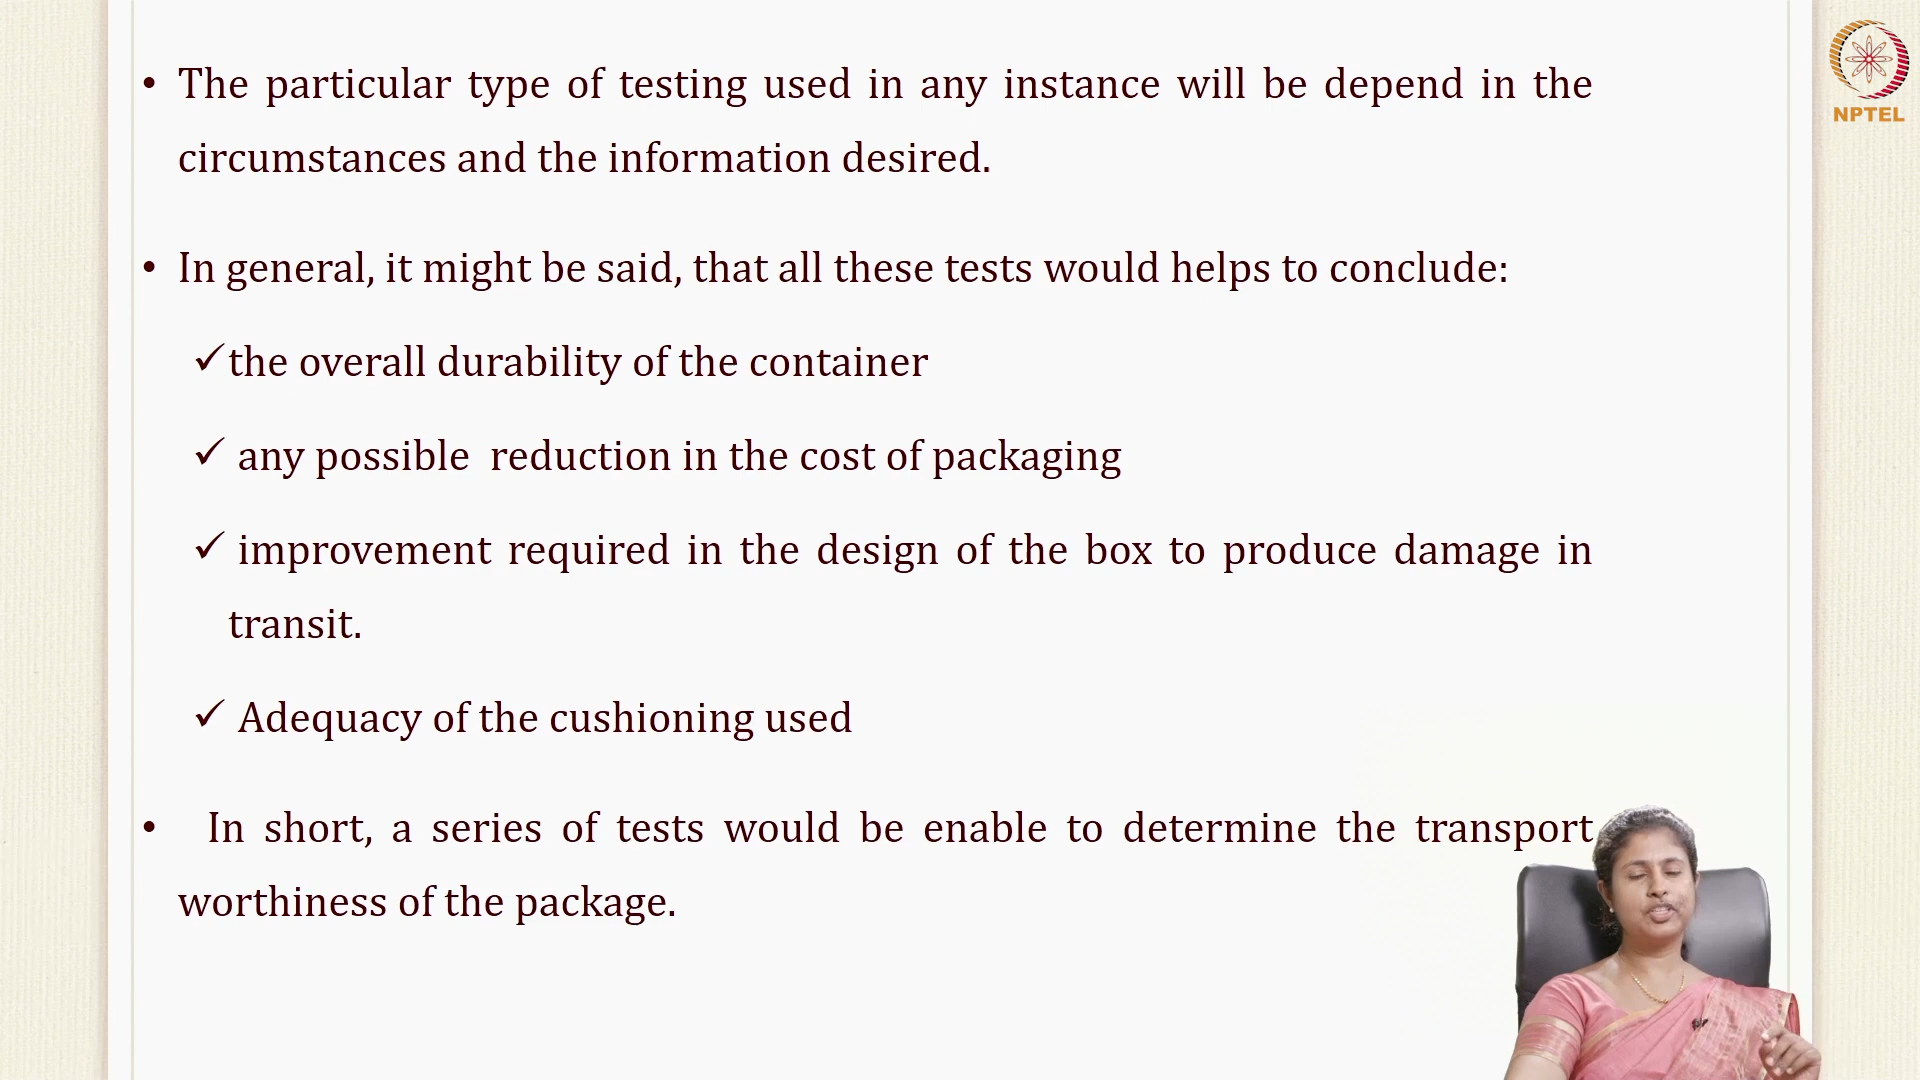 • The particular type of testing used in any instance will be depend in the
circumstances and the information desired.
• In general, it might be said, that all these tests would helps to conclude:
✓the overall durability of the container
✓ any possible  reduction in the cost of packaging
✓ improvement required in the design of the box to produce damage in
transit.
✓ Adequacy of the cushioning used
• In short, a series of tests would be enable to determine the transport
worthiness of the package.
NPTEL